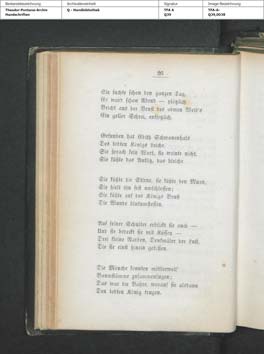 Bestandsbezeichnung
Archivalieneinheit
Signatur
Image-Bezeichnung
Theodor-Fontane-Archiv
Handschriften
Q - Handbibliothek
TFA A
Q39
TFA-A-
Q39,0038
26
Sie suchte schon den ganzen Tag,
Es ward schon Abend — plötzlich
Bricht aus der Brust des armen Weib's
Ein geller Schrei, entsetzlich.
Gefunden hat Edith Schwanenhals
Des todten Königs Leiche.
Sie sprach kein Wort, sie weinte nicht,
Sie küßte das Antlitz, das bleiche.
Sie küßte die Stirne, sie küßte den Mund,
Sie hielt ihn fest umschlossen;
Sie küßte auf des Königs Brust
Die Wunde blutumflossen.
Auf seiner Schulter erblickt sie auch —
Und sie bedeckt sie mit Küssen —
Drei kleine Narben, Denkmäler der Lust,
Die sie einst hinein gebissen.
Die Mönche konnten mittlerweil'
Baumstämme zusammenfugen;
Das war die Bahre, worauf sie alsdann
Den todten König trugen.